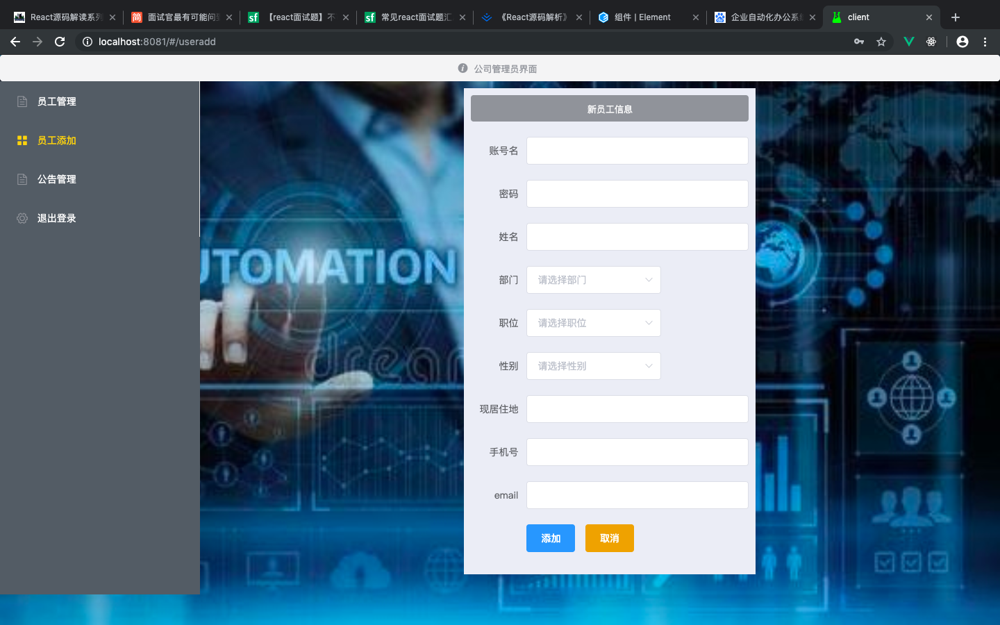 React源码解读系列
面试官最有可能问到
【react面试题】不
常见react面试题汇
《React源码解析》
组件 | Element
企业自动化办公系统
client
localhost:8081/#/useradd
公司管理员界面
员工管理
员工添加
公告管理
退出登录
新员工信息
账号名
密码
姓名
部门 请选择部门
职位 请选择职位
性别 请选择性别
现居住地
手机号
email
添加 取消
UTOMATION
dream